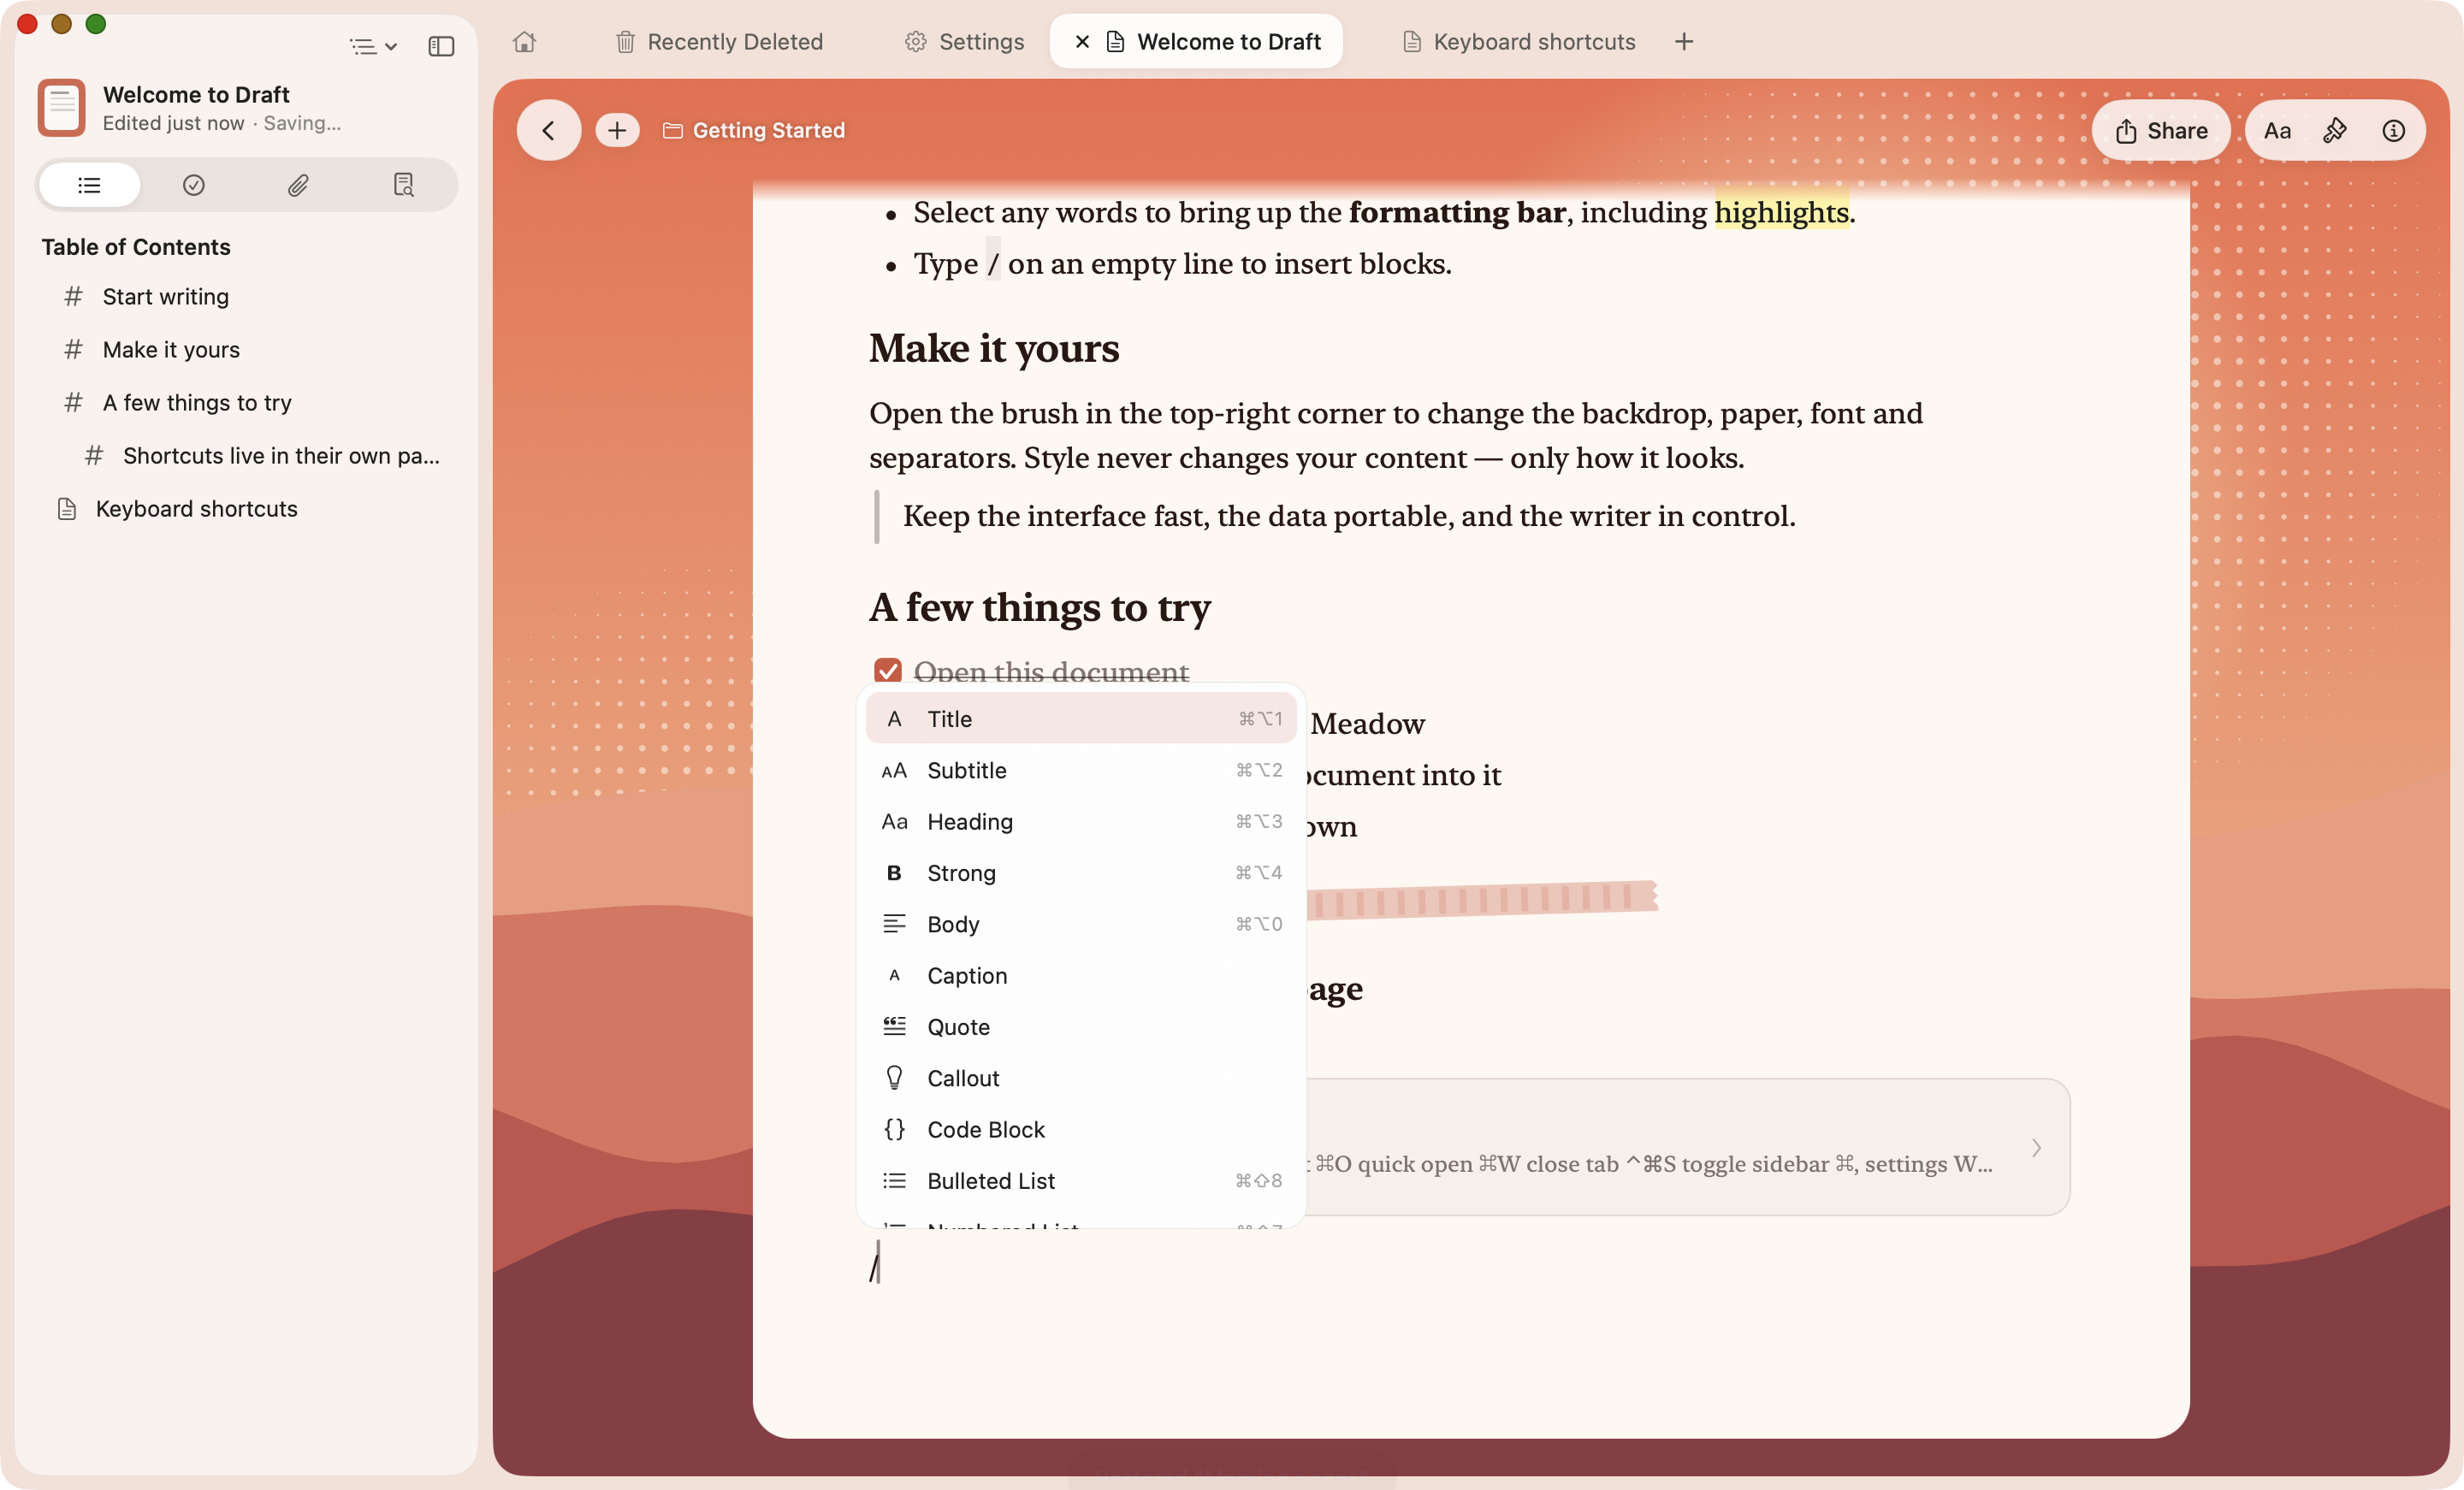 Recently Deleted
Settings
Welcome to Draft
Keyboard shortcuts
Welcome to Draft
Edited just now · Saving...
Table of Contents
# Start writing
# Make it yours
# A few things to try
# Shortcuts live in their own pa...
Keyboard shortcuts
Getting Started
Share
Aa
• Select any words to bring up the formatting bar, including highlights.
• Type / on an empty line to insert blocks.
Make it yours
Open the brush in the top-right corner to change the backdrop, paper, font and
separators. Style never changes your content — only how it looks.
Keep the interface fast, the data portable, and the writer in control.
A few things to try
Open this document
Meadow
ocument into it
own
age
⌘O quick open ⌘W close tab ^⌘S toggle sidebar ⌘, settings W...
A Title ⌘⌥1
AA Subtitle ⌘⌥2
Aa Heading ⌘⌥3
B Strong ⌘⌥4
Body ⌘⌥0
A Caption
Quote
Callout
{} Code Block
Bulleted List ⌘⇧8
Numbered List ⌘⇧7
/